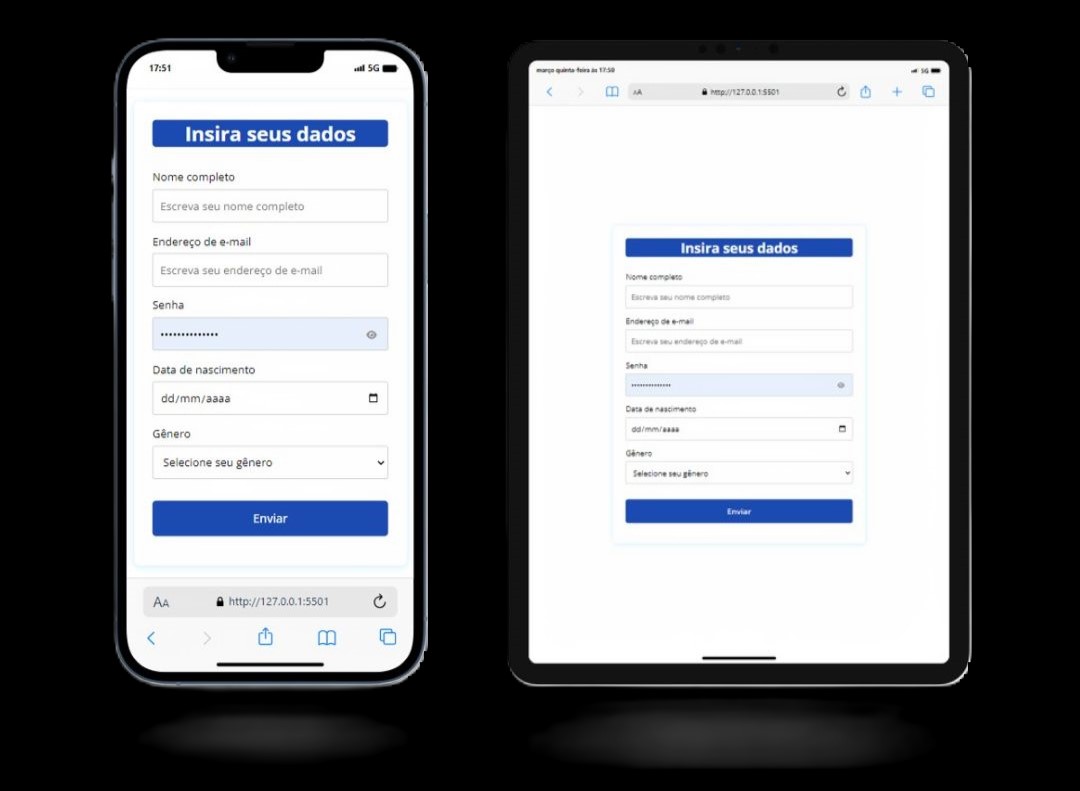 17:51
5G
Insira seus dados
Nome completo
Escreva seu nome completo
Endereço de e-mail
Escreva seu endereço de e-mail
Senha
••••••••••••••
Data de nascimento
dd/mm/aaaa
Gênero
Selecione seu gênero
Enviar
AA
http://127.0.0.1:5501
março quinta-feira às 17:50
5G
AA
http://127.0.0.1:5501
Insira seus dados
Nome completo
Escreva seu nome completo
Endereço de e-mail
Escreva seu endereço de e-mail
Senha
••••••••••••••
Data de nascimento
dd/mm/aaaa
Gênero
Selecione seu gênero
Enviar